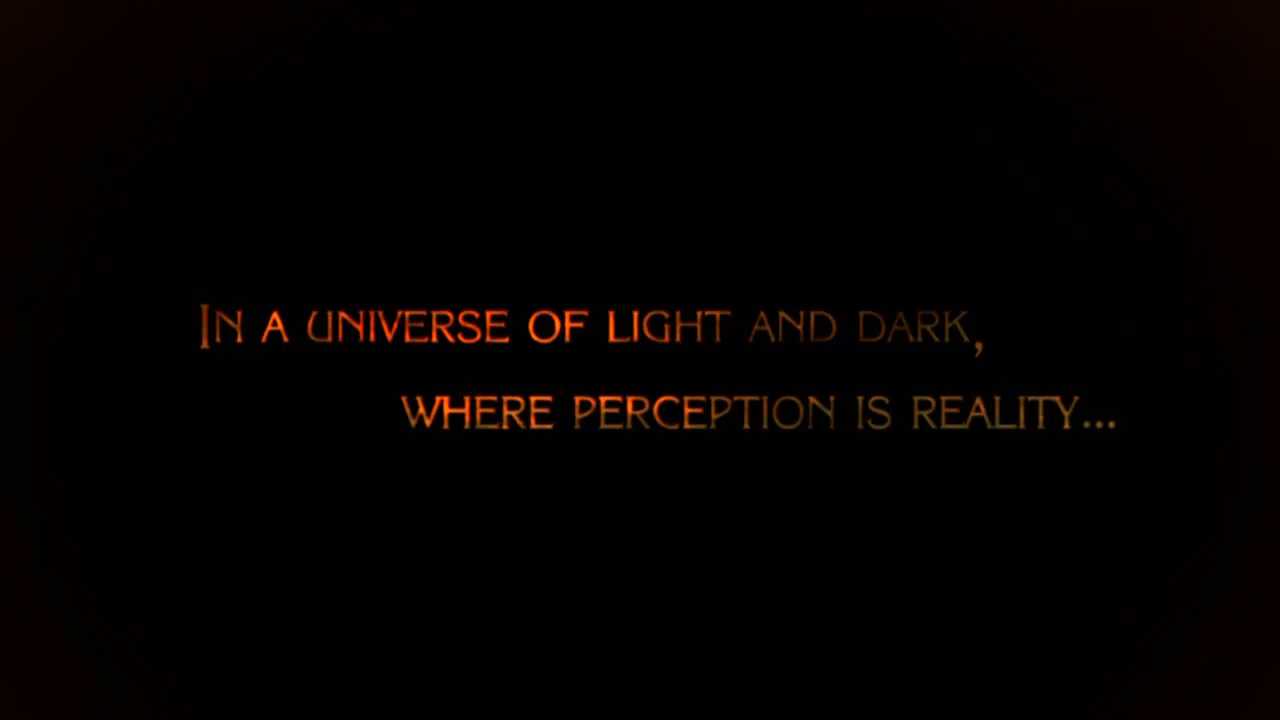 In a universe of light and dark,
where perception is reality...